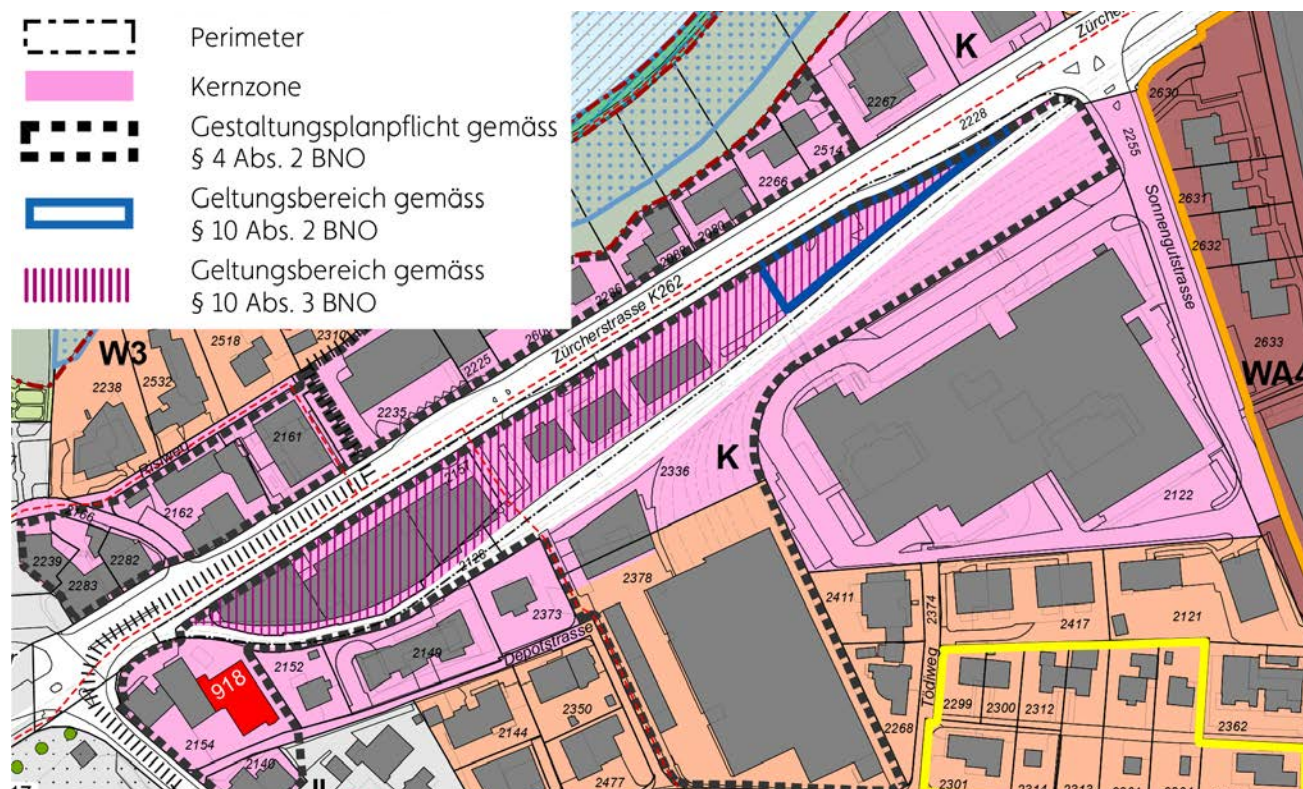 Perimeter
Kernzone
Gestaltungsplanpflicht gemäss
§ 4 Abs. 2 BNO
Geltungsbereich gemäss
§ 10 Abs. 2 BNO
Geltungsbereich gemäss
§ 10 Abs. 3 BNO
K
2267
2228
2514
2266
2630
2255
2631
2632
Sonnengutstrasse
2633
WA4
Zürcherstrasse K262
2286
2310
2518
W3
2238
2532
2225
2235
2161
2162
2239
2283
2282
2336
K
2122
2378
2373
2149
Depotstrasse
2152
918
2154
2140
2144
2350
2477
2411
2374
2417
2121
Tödiweg
2268
2299
2300
2312
2362
2301